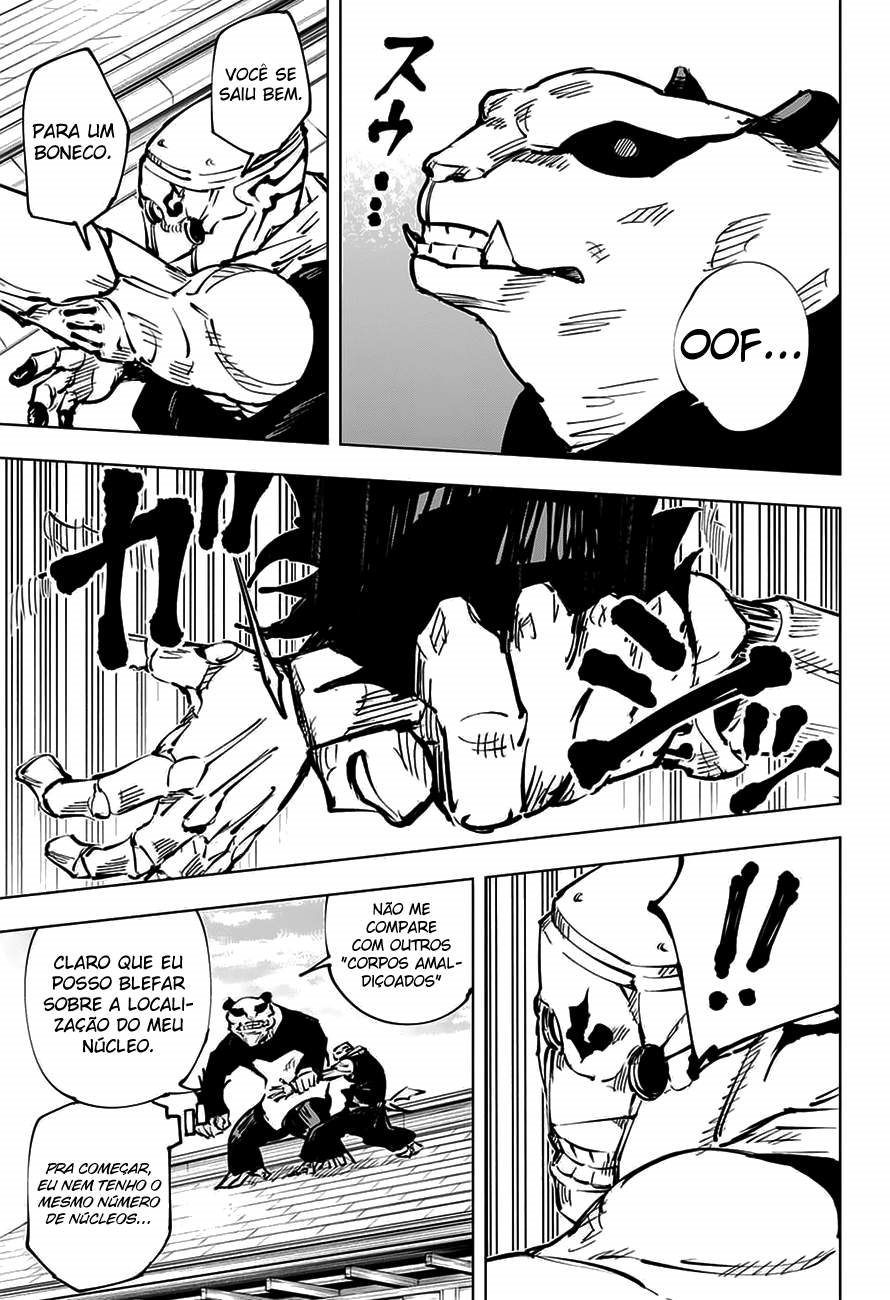 スゥ…
OOF...
VOCÊ SE
SAIU BEM.
PARA UM
BONECO.
ガッ
!!
NÃO ME
COMPARE
COM OUTROS
"CORPOS AMAL-
DIÇOADOS"
CLARO QUE EU
POSSO BLEFAR
SOBRE A LOCALI-
ZAÇÃO DO MEU
NÚCLEO.
PRA COMEÇAR,
EU NEM TENHO O
MESMO NÚMERO
DE NÚCLEOS...